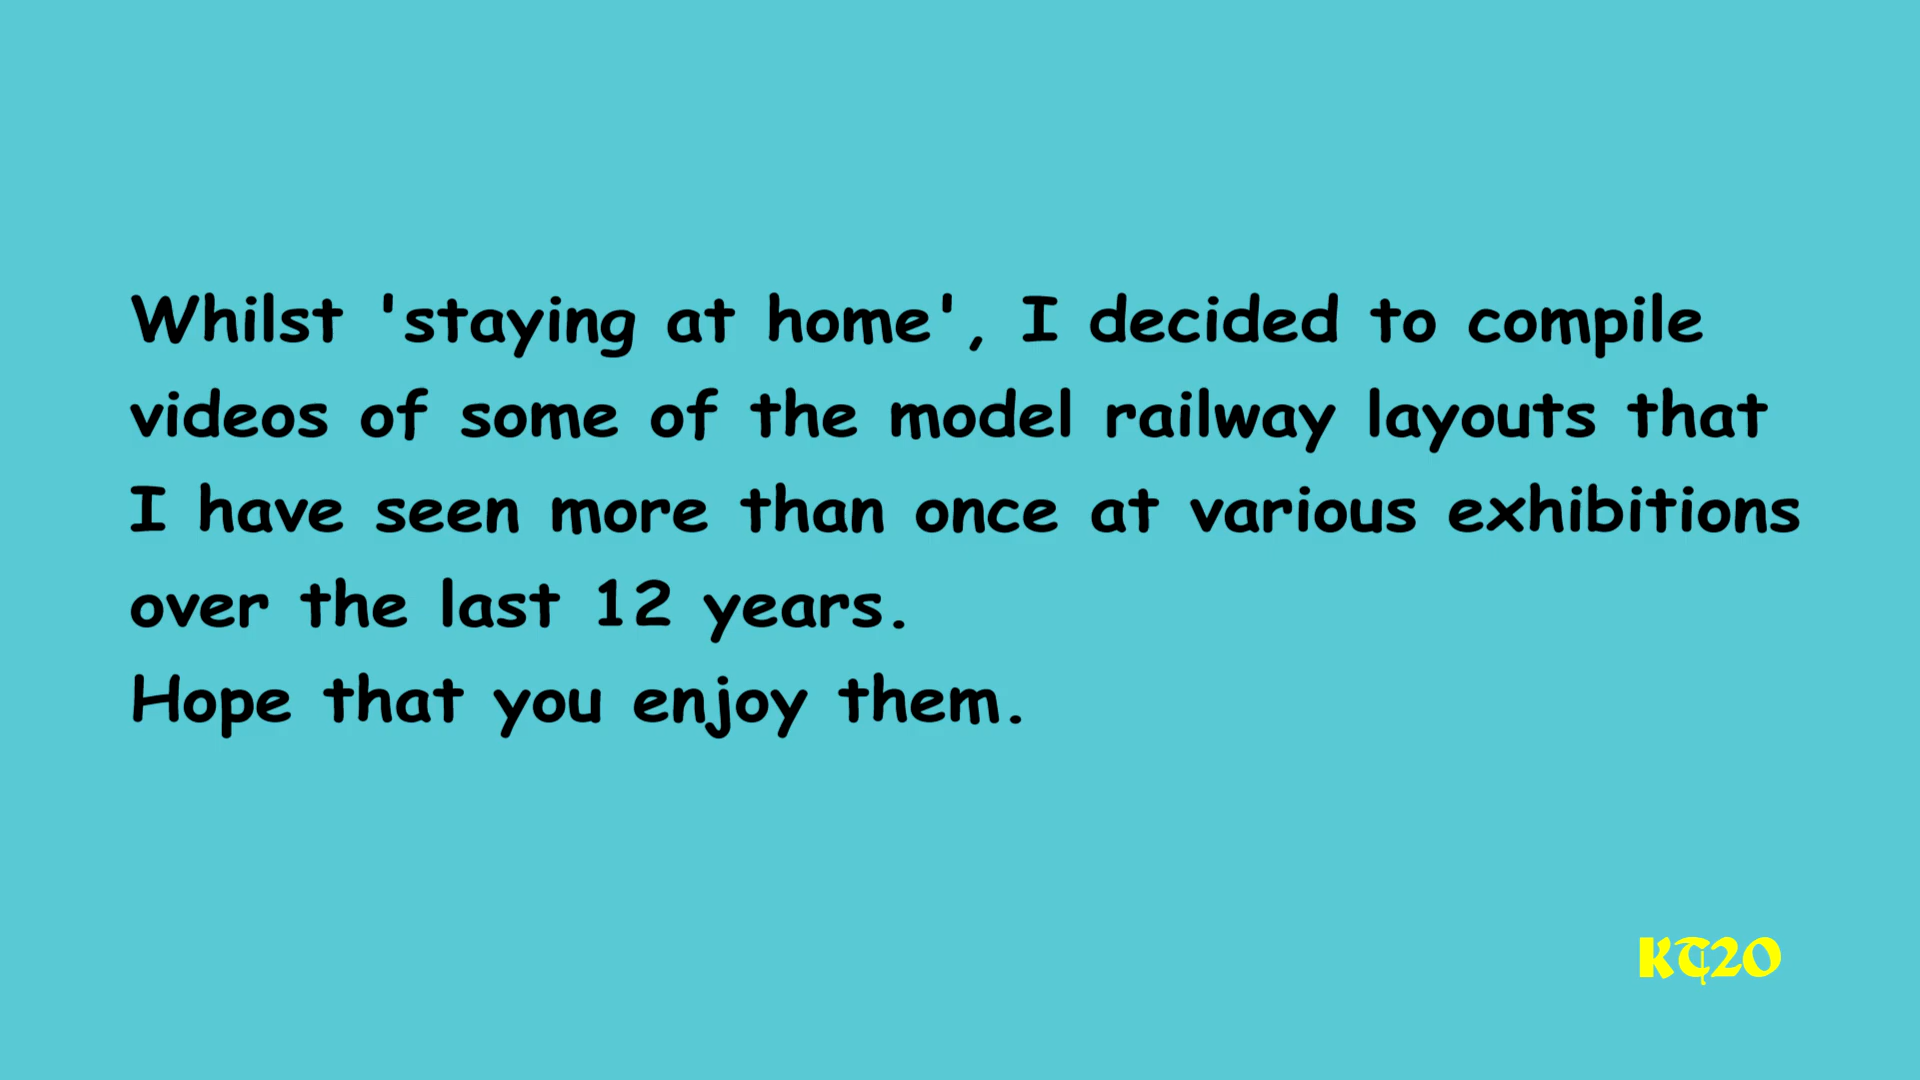 Whilst 'staying at home', I decided to compile
videos of some of the model railway layouts that
I have seen more than once at various exhibitions
over the last 12 years.
Hope that you enjoy them.
KT20